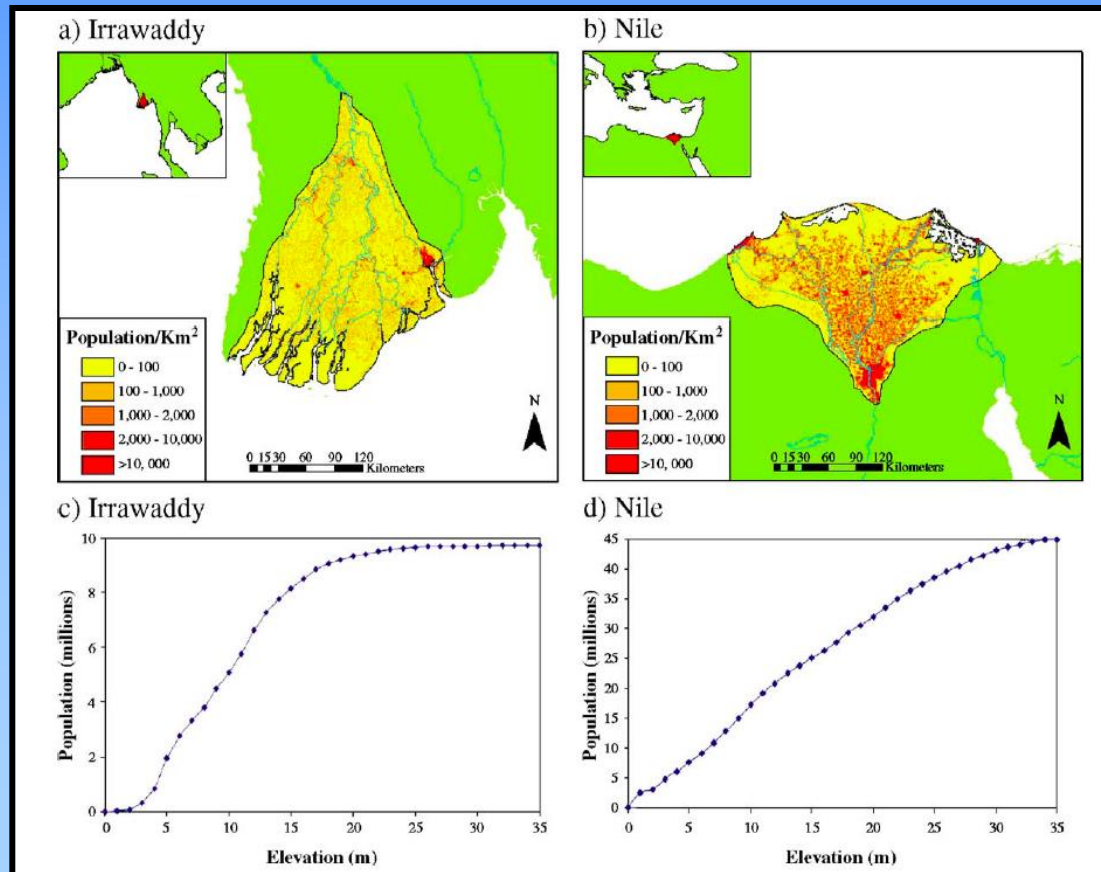 a) Irrawaddy
Population/Km²
0 - 100
100 - 1,000
1,000 - 2,000
2,000 - 10,000
>10, 000
N
0 15 30 60 90 120
Kilometers
b) Nile
Population/Km²
0 - 100
100 - 1,000
1,000 - 2,000
2,000 - 10,000
>10, 000
N
0 15 30 60 90 120
Kilometers
c) Irrawaddy
Population (millions)
10
8
6
4
2
0
0 5 10 15 20 25 30 35
Elevation (m)
d) Nile
Population (millions)
45
40
35
30
25
20
15
10
5
0
0 5 10 15 20 25 30 35
Elevation (m)